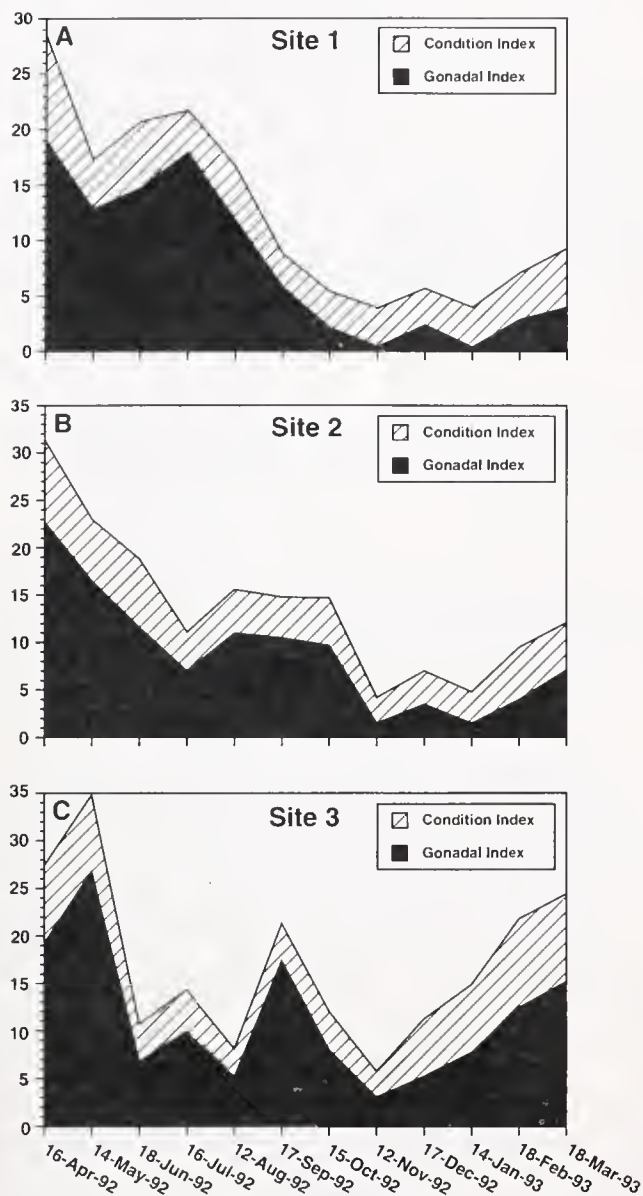 A
Site 1
Condition Index
Gonadal Index
30
25
20
15
10
5
0
B
Site 2
Condition Index
Gonadal Index
35
30
25
20
15
10
5
0
C
Site 3
Condition Index
Gonadal Index
35
30
25
20
15
10
5
0
16-Apr-92
14-May-92
18-Jun-92
16-Jul-92
12-Aug-92
17-Sep-92
15-Oct-92
12-Nov-92
17-Dec-92
14-Jan-93
18-Feb-93
18-Mar-93